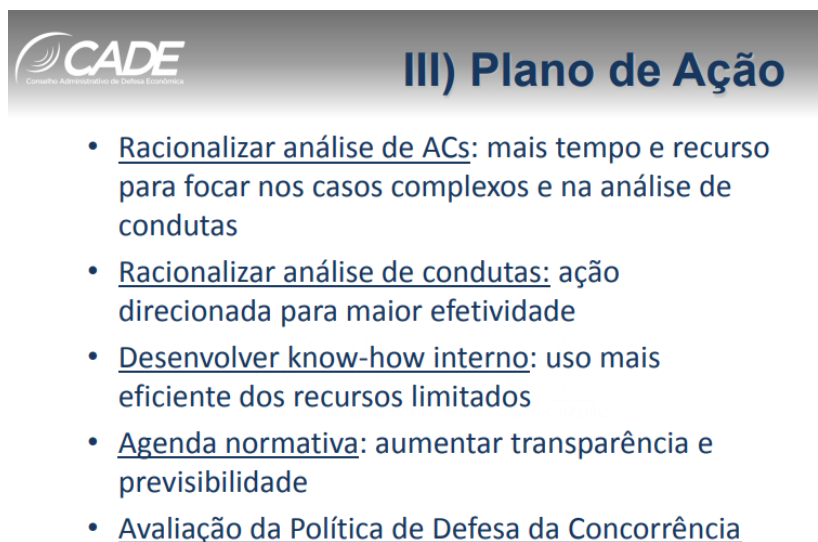 CADE
Conselho Administrativo de Defesa Econômica
III) Plano de Ação
• Racionalizar análise de ACs: mais tempo e recurso
para focar nos casos complexos e na análise de
condutas
• Racionalizar análise de condutas: ação
direcionada para maior efetividade
• Desenvolver know-how interno: uso mais
eficiente dos recursos limitados
• Agenda normativa: aumentar transparência e
previsibilidade
• Avaliação da Política de Defesa da Concorrência